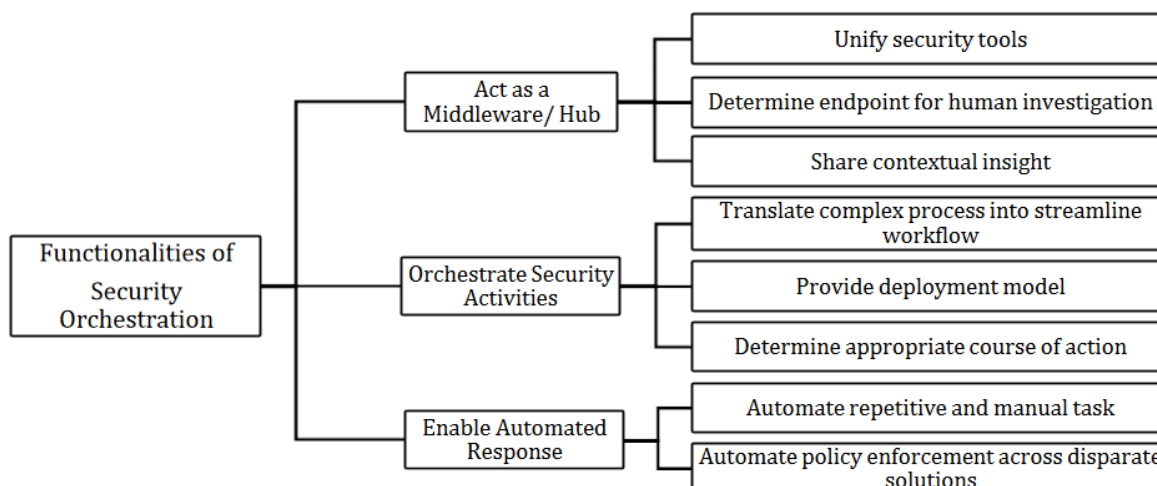 Functionalities of
Security
Orchestration
Act as a
Middleware/ Hub
Unify security tools
Determine endpoint for human investigation
Share contextual insight
Orchestrate Security
Activities
Translate complex process into streamline
workflow
Provide deployment model
Determine appropriate course of action
Enable Automated
Response
Automate repetitive and manual task
Automate policy enforcement across disparate
solutions